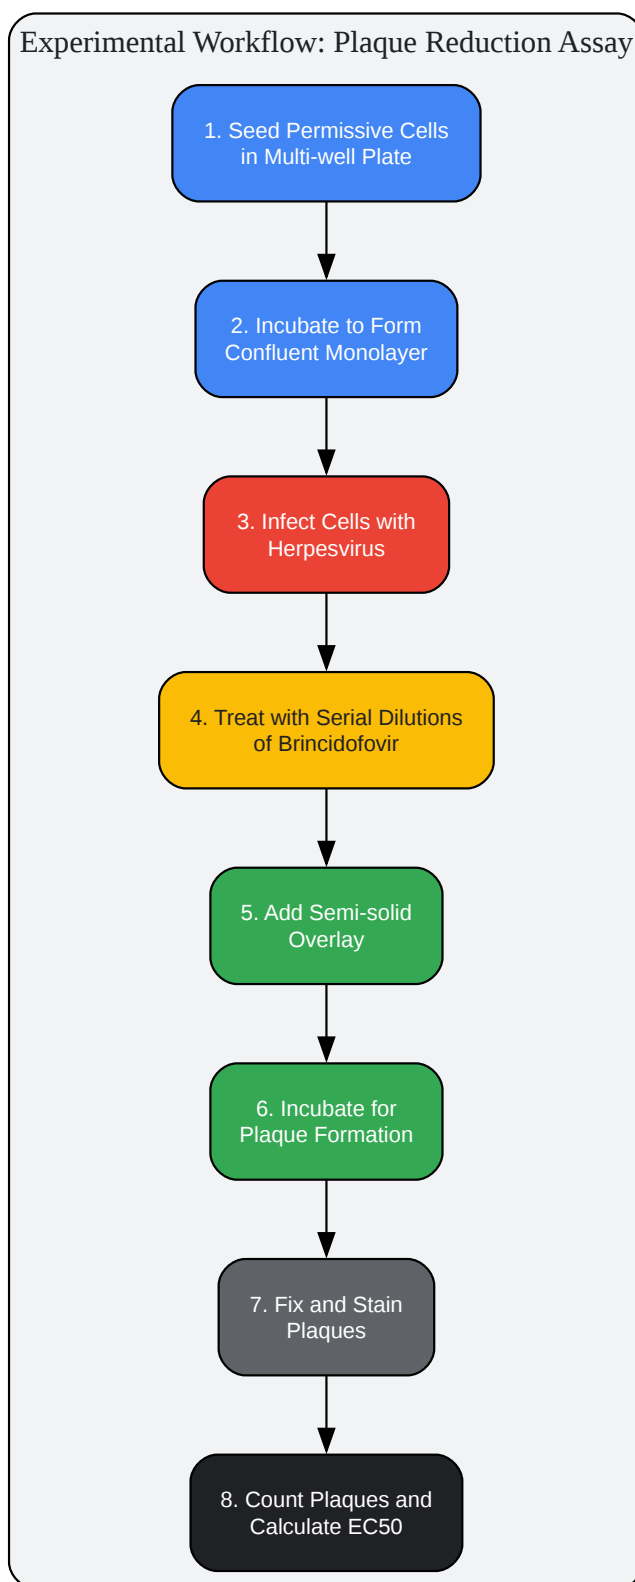 Experimental Workflow: Plaque Reduction Assay
1. Seed Permissive Cells
in Multi-well Plate
2. Incubate to Form
Confluent Monolayer
3. Infect Cells with
Herpesvirus
4. Treat with Serial Dilutions
of Brincidofovir
5. Add Semi-solid
Overlay
6. Incubate for
Plaque Formation
7. Fix and Stain
Plaques
8. Count Plaques and
Calculate EC50